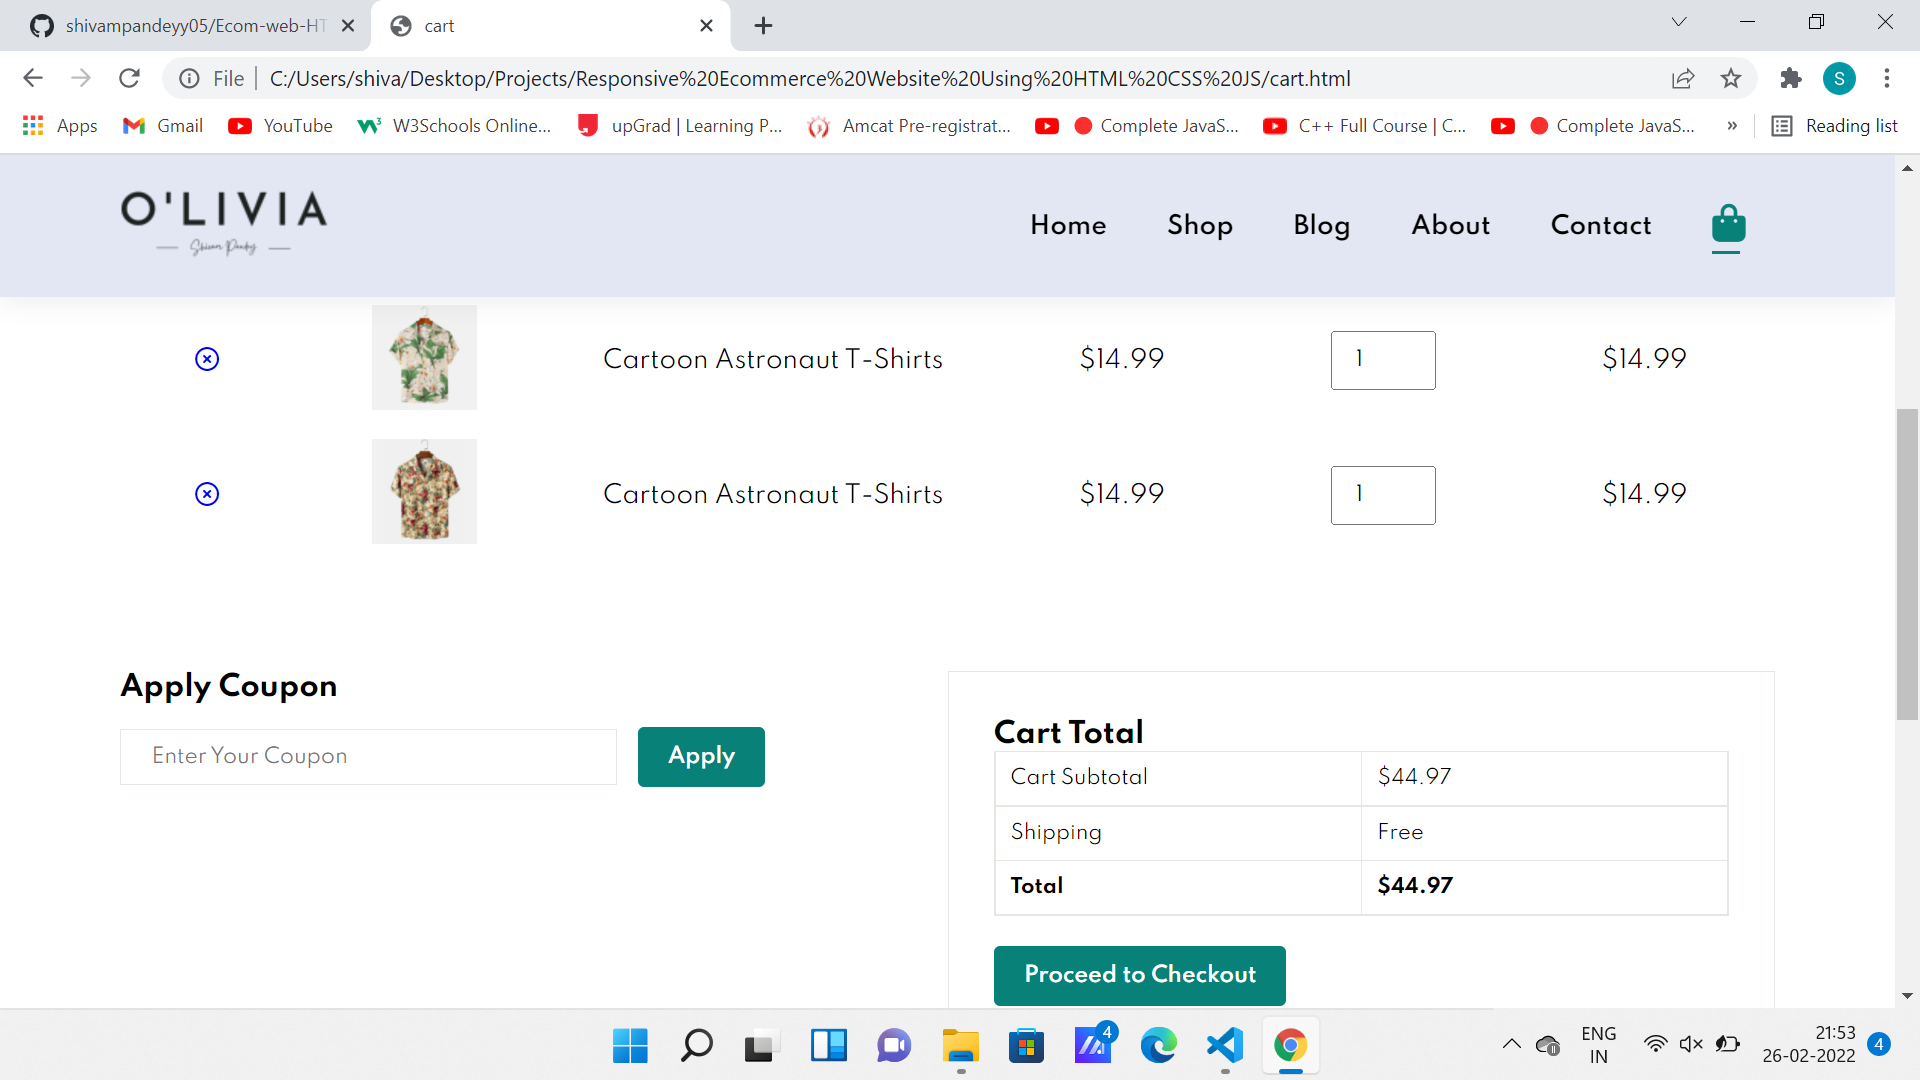 shivampandeyy05/Ecom-web-HT
cart
File
C:/Users/shiva/Desktop/Projects/Responsive%20Ecommerce%20Website%20Using%20HTML%20CSS%20JS/cart.html
S
Apps
Gmail
YouTube
W3Schools Online...
upGrad | Learning P...
Amcat Pre-registrat...
Complete JavaS...
C++ Full Course | C...
Complete JavaS...
»
Reading list
O'LIVIA
Home
Shop
Blog
About
Contact
Cartoon Astronaut T-Shirts $14.99 1 $14.99
Cartoon Astronaut T-Shirts $14.99 1 $14.99
Apply Coupon
Enter Your Coupon
Apply
Cart Total
Cart Subtotal $44.97
Shipping Free
Total $44.97
Proceed to Checkout
4
ENG
IN
21:53
26-02-2022
4